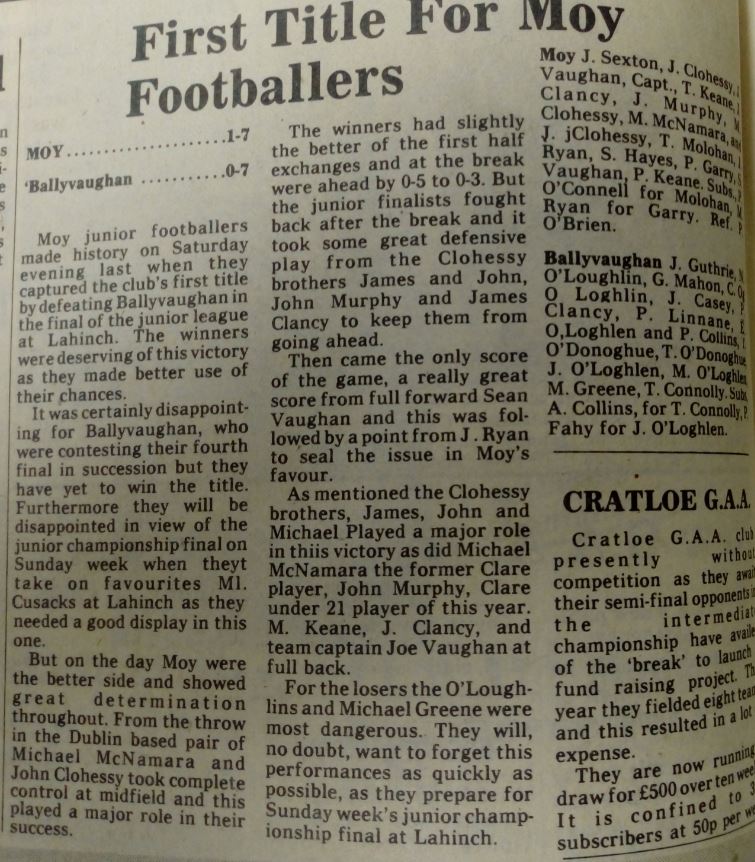 First Title For Moy
Footballers
MOY.......................1-7
'Ballyvaughan ..........0-7
Moy junior footballers
made history on Saturday
evening last when they
captured the club's first title
by defeating Ballyvaughan in
the final of the junior league
at Lahinch. The winners
were deserving of this victory
as they made better use of
their chances.
It was certainly disappoint-
ing for Ballyvaughan, who
were contesting their fourth
final in succession but they
have yet to win the title.
Furthermore they will be
disappointed in view of the
junior championship final on
Sunday week when theyt
take on favourites Ml.
Cusacks at Lahinch as they
needed a good display in this
one.
But on the day Moy were
the better side and showed
great determination
throughout. From the throw
in the Dublin based pair of
Michael McNamara and
John Clohessy took complete
control at midfield and this
played a major role in their
success.
The winners had slightly
the better of the first half
exchanges and at the break
were ahead by 0-5 to 0-3. But
the junior finalists fought
back after the break and it
took some great defensive
play from the Clohessy
brothers James and John,
John Murphy and James
Clancy to keep them from
going ahead.
Then came the only score
of the game, a really great
score from full forward Sean
Vaughan and this was fol-
lowed by a point from J. Ryan
to seal the issue in Moy's
favour.
As mentioned the Clohessy
brothers, James, John and
Michael Played a major role
in thiis victory as did Michael
McNamara the former Clare
player, John Murphy, Clare
under 21 player of this year.
M. Keane, J. Clancy, and
team captain Joe Vaughan at
full back.
For the losers the O'Lough-
lins and Michael Greene were
most dangerous. They will,
no doubt, want to forget this
performances as quickly as
possible, as they prepare for
Sunday week's junior champ-
ionship final at Lahinch.
Moy J. Sexton, J. Clohessy,
Vaughan, Capt., T. Keane,
Clancy, J. Murphy,
Clohessy, M. McNamara,
J. jClohessy, T. Molohan,
Ryan, S. Hayes, P. Garry,
Vaughan, P. Keane. Subs.,
O'Connell for Molohan,
Ryan for Garry. Ref.
O'Brien.
Ballyvaughan J. Guthrie,
O'Loughlin, G. Mahon, C.
O Loghlin, J. Casey,
Clancy, P. Linnane,
O,Loghlen and P. Collins,
O'Donoghue, T. O'Donoghue
J. O'Loghlen, M. O'Loghlen
M. Greene, T. Connolly. Subs
A. Collins, for T. Connolly,
Fahy for J. O'Loghlen.
CRATLOE G.A.A.
Cratloe G.A.A. club
presently without
competition as they await
their semi-final opponents in
the intermediate
championship have
of the 'break' to launch
fund raising project.
year they fielded eight
and this resulted in a lot
expense.
They are now running
draw for £500 over ten
It is confined to
subscribers at 50p per